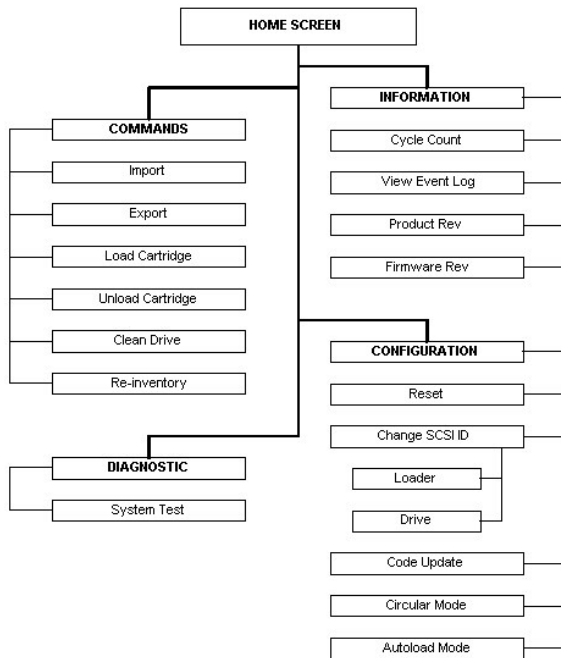 HOME SCREEN
COMMANDS
Import
Export
Load Cartridge
Unload Cartridge
Clean Drive
Re-inventory
DIAGNOSTIC
System Test
INFORMATION
Cycle Count
View Event Log
Product Rev
Firmware Rev
CONFIGURATION
Reset
Change SCSI ID
Loader
Drive
Code Update
Circular Mode
Autoload Mode